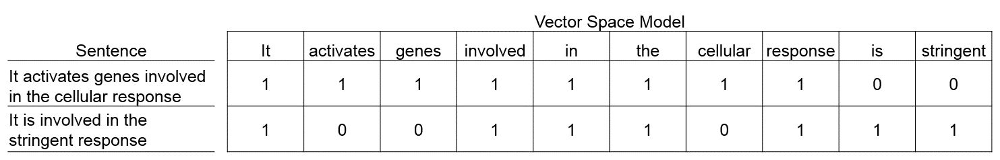 Vector Space Model
Sentence It activates genes involved in the cellular response is stringent
It activates genes involved
in the cellular response 1 1 1 1 1 1 1 1 0 0
It is involved in the
stringent response 1 0 0 1 1 1 0 1 1 1